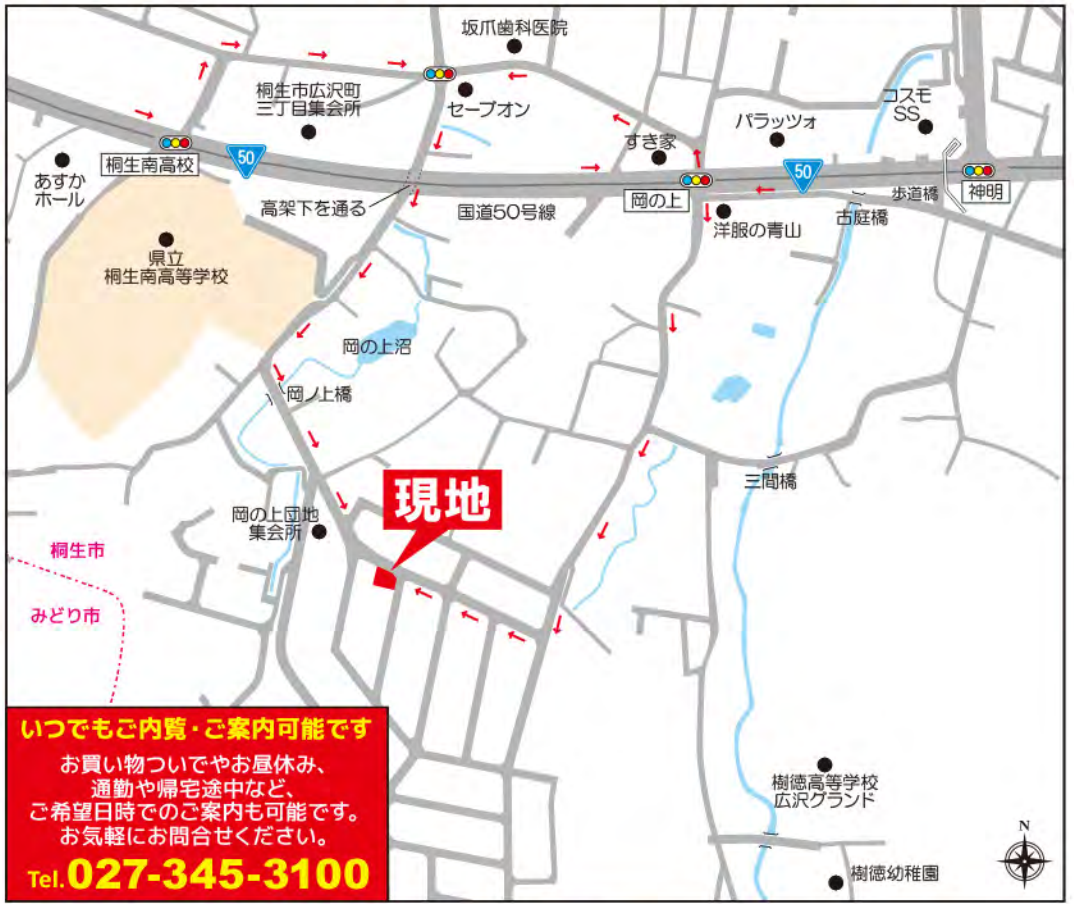 坂爪歯科医院
桐生市広沢町
三丁目集会所
セーブオン
コスモ
SS
パラッツォ
すき家
桐生南高校
50
50
あすか
ホール
高架下を通る
国道50号線
岡の上
洋服の青山
歩道橋
神明
古庭橋
県立
桐生南高等学校
岡の上沼
岡ノ上橋
三間橋
現地
岡の上団地
集会所
桐生市
みどり市
いつでもご内覧・ご案内可能です
お買い物ついでやお昼休み、
通勤や帰宅途中など、
ご希望日時でのご案内も可能です。
お気軽にお問合せください。
Tel.027-345-3100
樹徳高等学校
広沢グランド
樹徳幼稚園
N